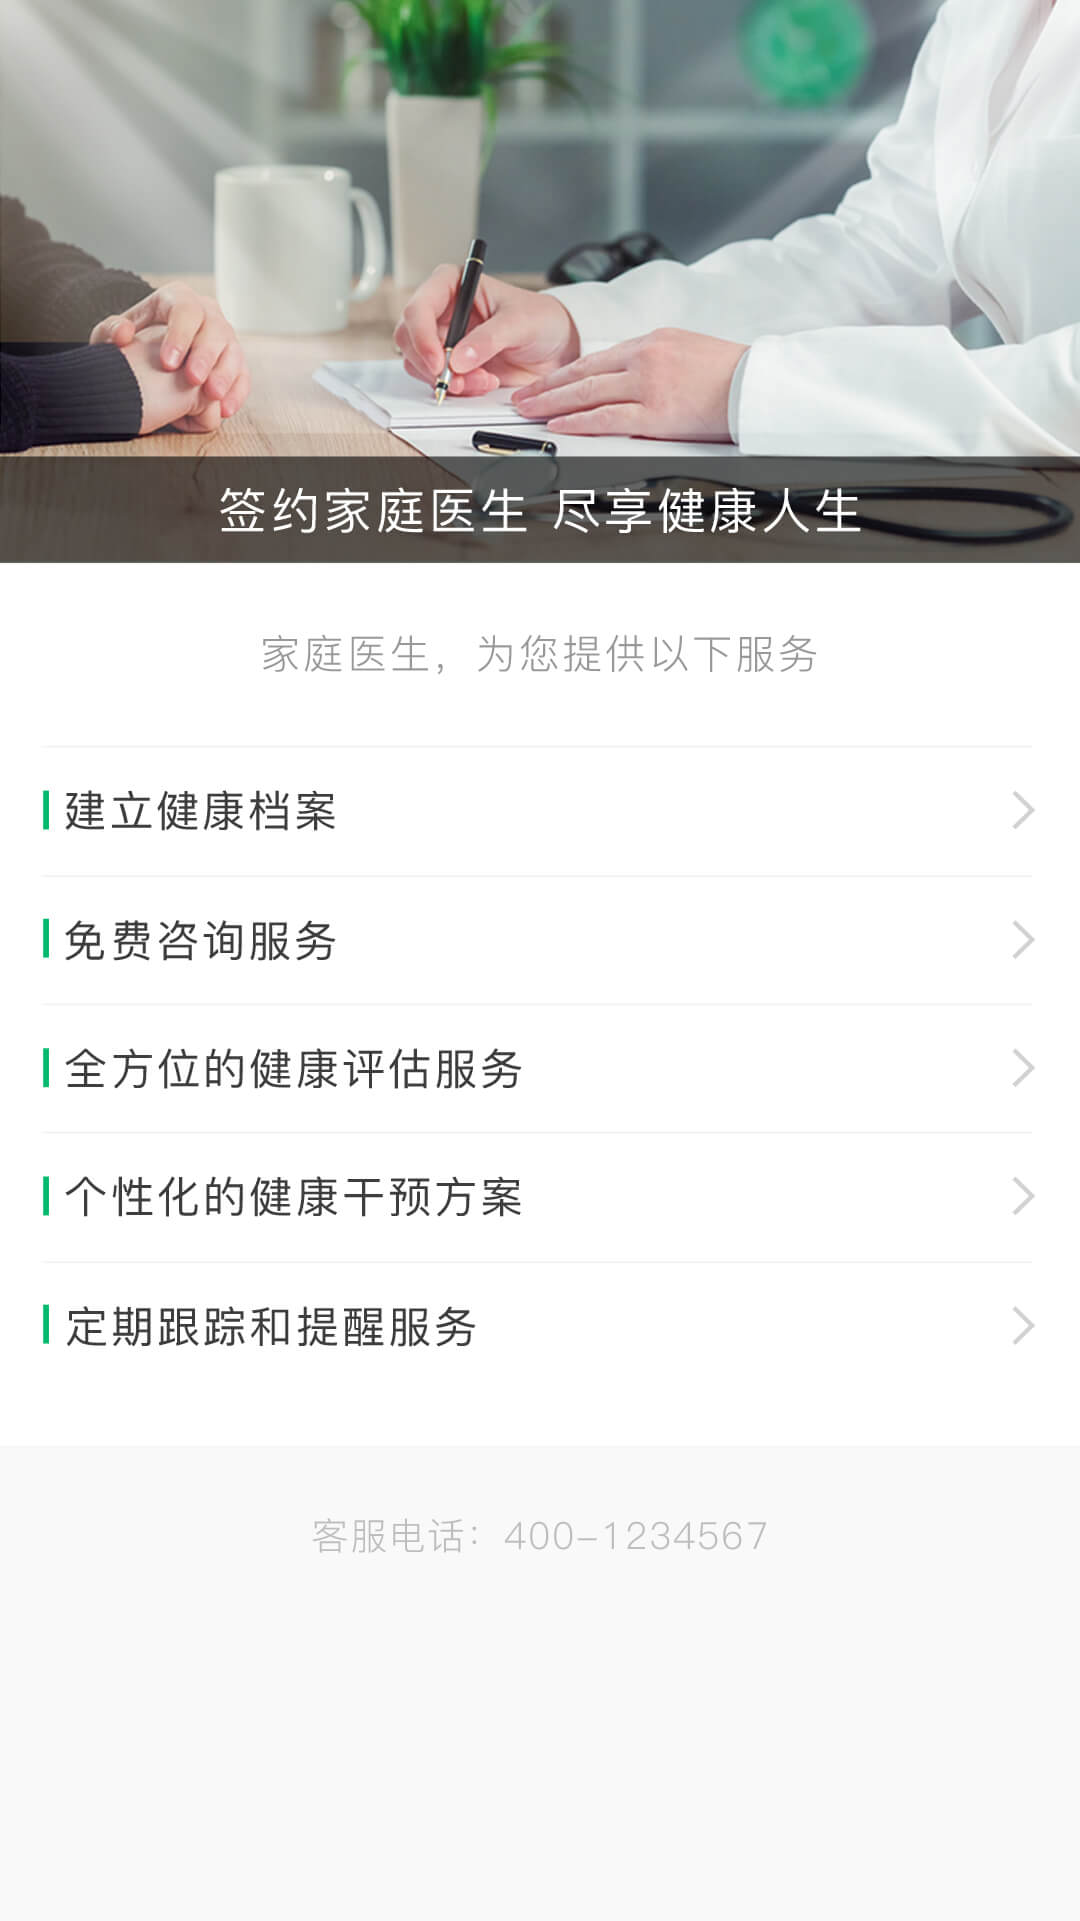 签约家庭医生 尽享健康人生
家庭医生，为您提供以下服务
建立健康档案
免费咨询服务
全方位的健康评估服务
个性化的健康干预方案
定期跟踪和提醒服务
客服电话：400-1234567